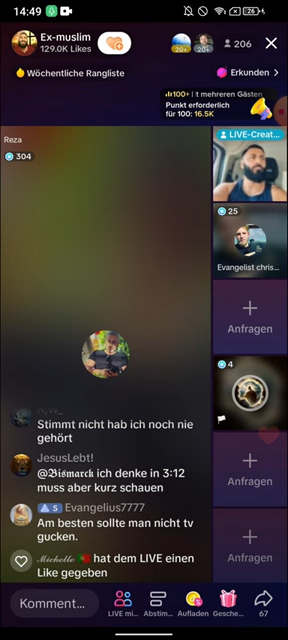 14:49
26
Ex-muslim
129.0K Likes
20+
20+
206
Wöchentliche Rangliste
Erkunden >
100+ | t mehreren Gästen
Punkt erforderlich
für 100: 16.5K
Reza
304
LIVE-Creat...
25
Evangelist chris...
Anfragen
4
Anfragen
Anfragen
Stimmt nicht hab ich noch nie
gehört
JesusLebt!
@𝕭𝖎𝖘𝖒𝖆𝖗𝖈𝖐 ich denke in 3:12
muss aber kurz schauen
5 Evangelius7777
Am besten sollte man nicht tv
gucken.
𝓜𝓲𝓬𝓱𝓮𝓵𝓵𝓮 🇵🇹 hat dem LIVE einen
Like gegeben
Komment...
LIVE mi...
Abstim...
Aufladen
Gesche...
67